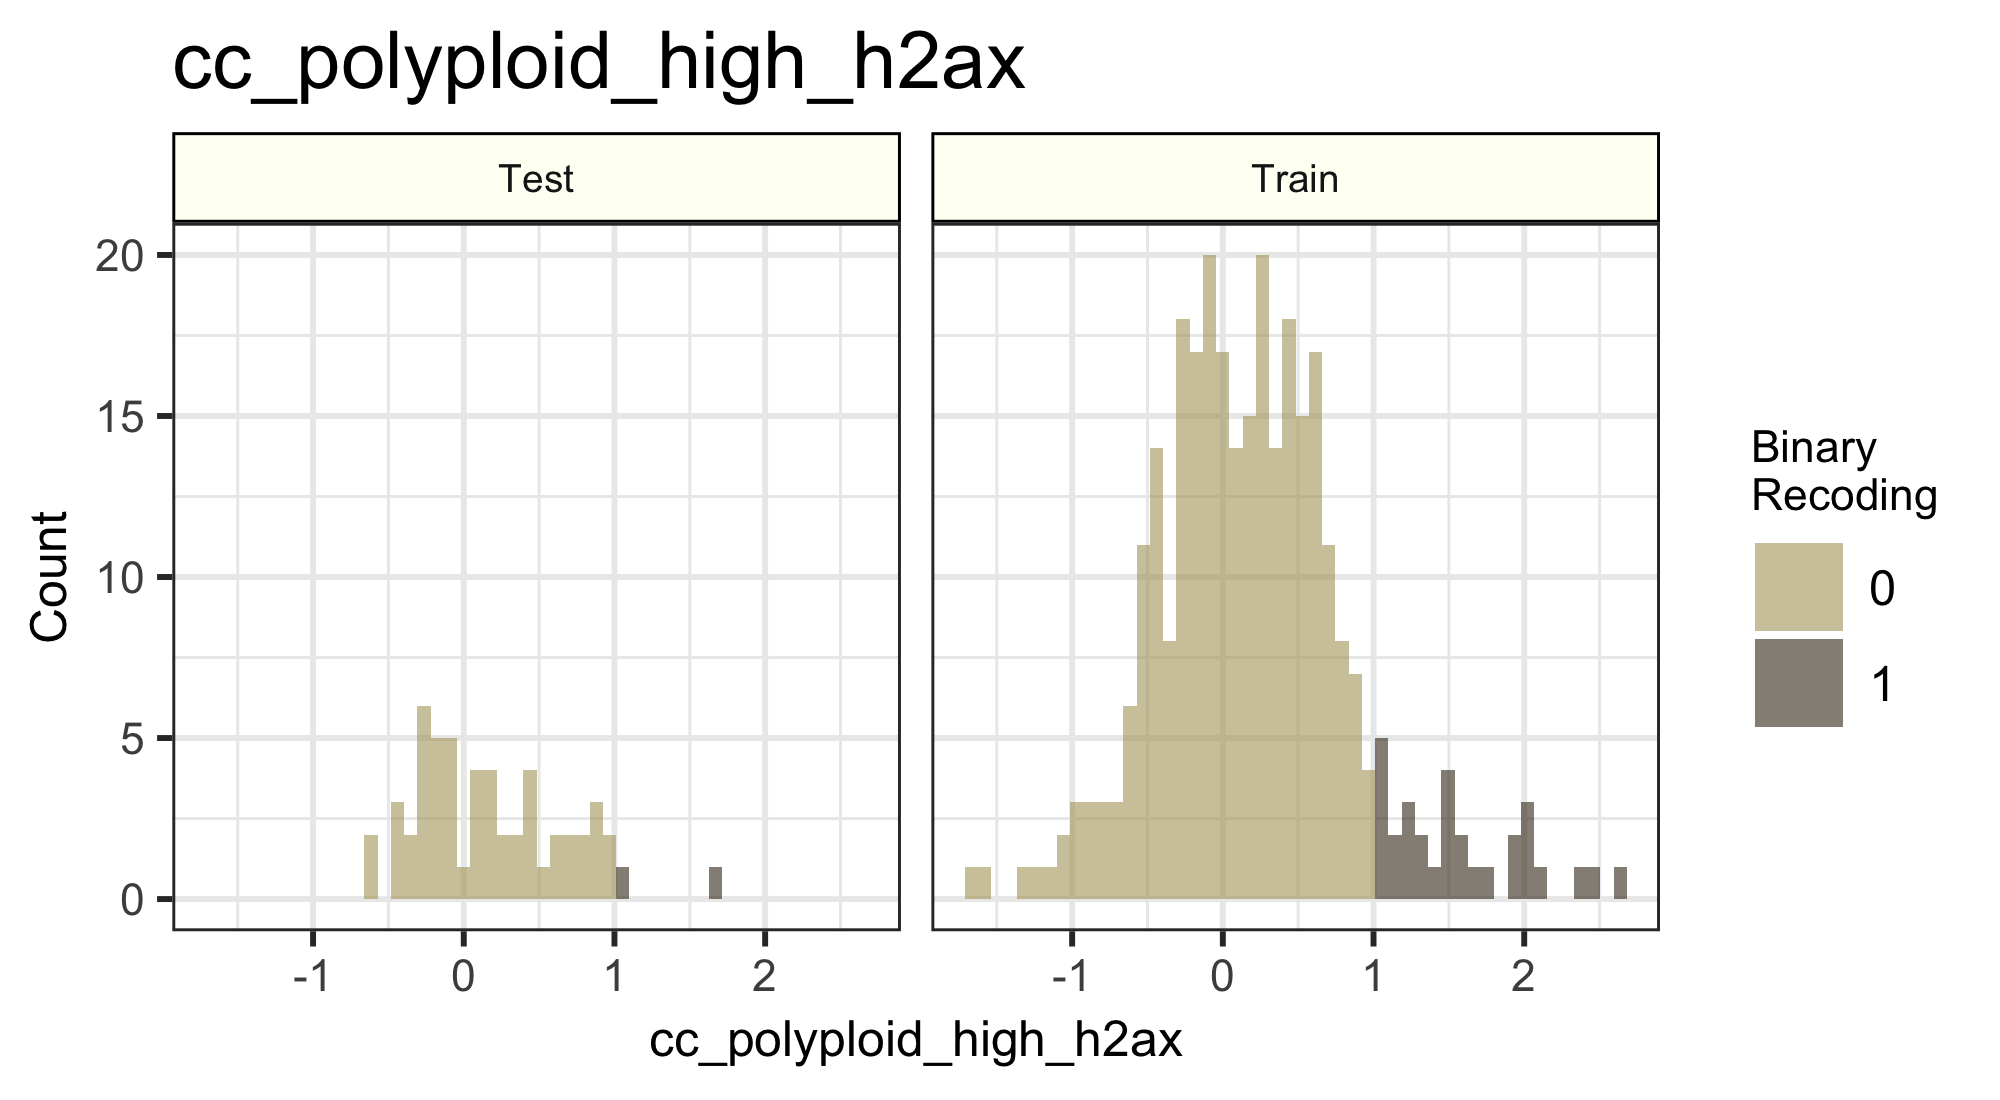 cc_polyploid_high_h2ax
Test
Train
20
15
10
5
0
Count
-1
0
1
2
-1
0
1
2
cc_polyploid_high_h2ax
Binary
Recoding
0
1